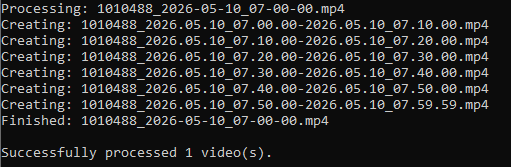 Processing: 1010488_2026-05-10_07-00-00.mp4
Creating: 1010488_2026.05.10_07.00.00-2026.05.10_07.10.00.mp4
Creating: 1010488_2026.05.10_07.10.00-2026.05.10_07.20.00.mp4
Creating: 1010488_2026.05.10_07.20.00-2026.05.10_07.30.00.mp4
Creating: 1010488_2026.05.10_07.30.00-2026.05.10_07.40.00.mp4
Creating: 1010488_2026.05.10_07.40.00-2026.05.10_07.50.00.mp4
Creating: 1010488_2026.05.10_07.50.00-2026.05.10_07.59.59.mp4
Finished: 1010488_2026-05-10_07-00-00.mp4
Successfully processed 1 video(s).